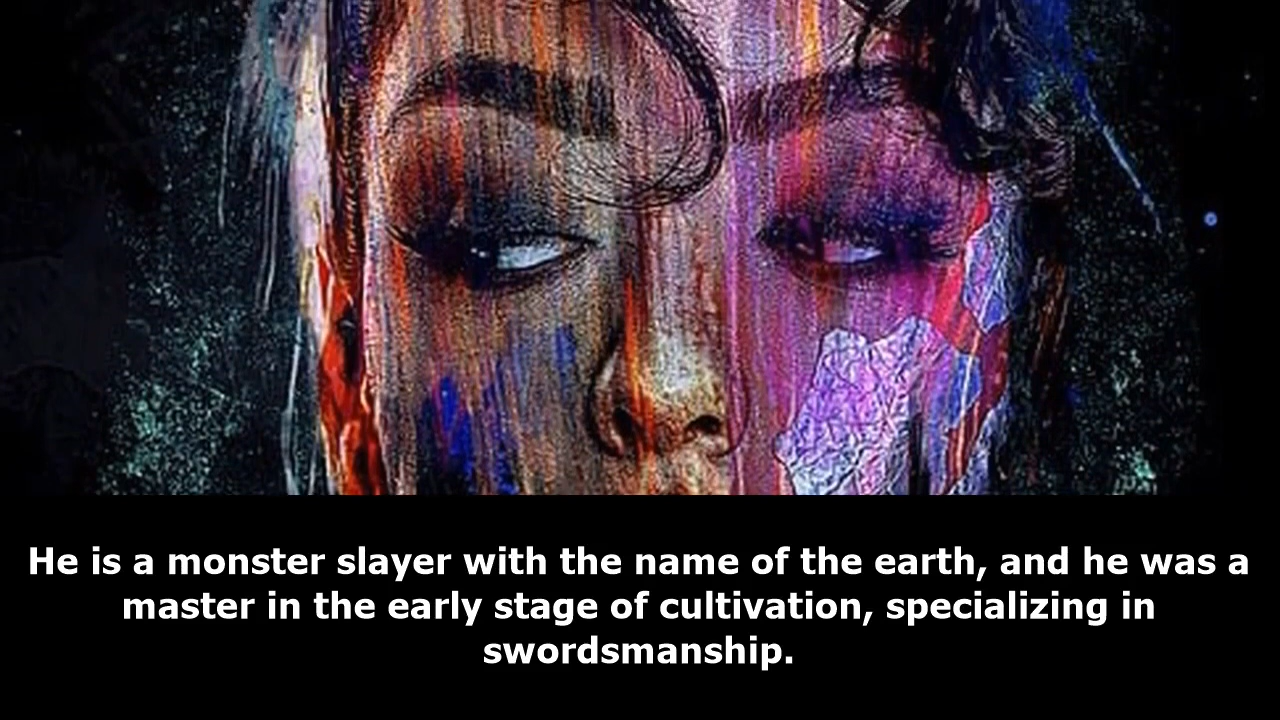 He is a monster slayer with the name of the earth, and he was a
master in the early stage of cultivation, specializing in
swordsmanship.